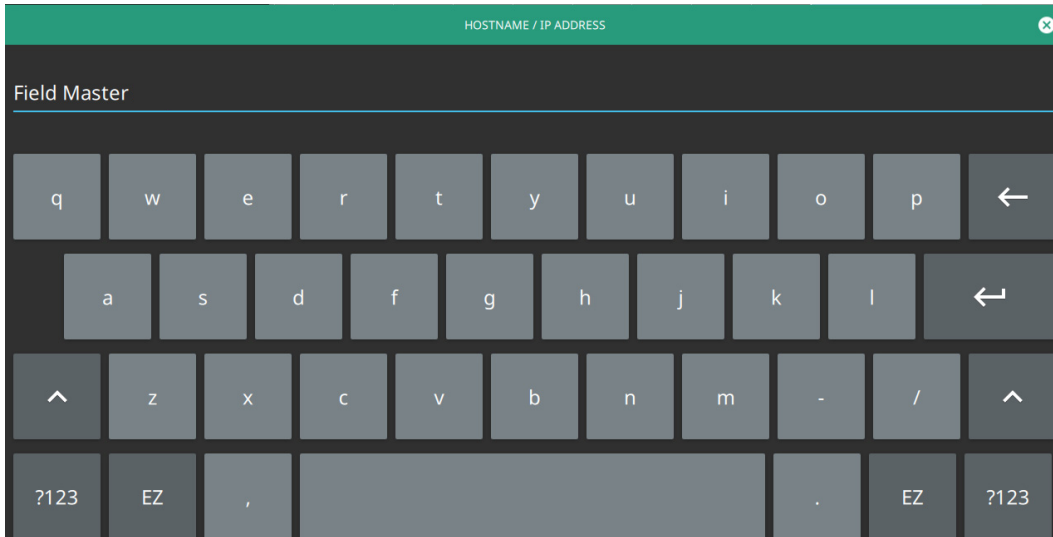 HOSTNAME / IP ADDRESS
Field Master
q w e r t y u i o p
a s d f g h j k l
z x c v b n m - /
?123 EZ , . EZ ?123